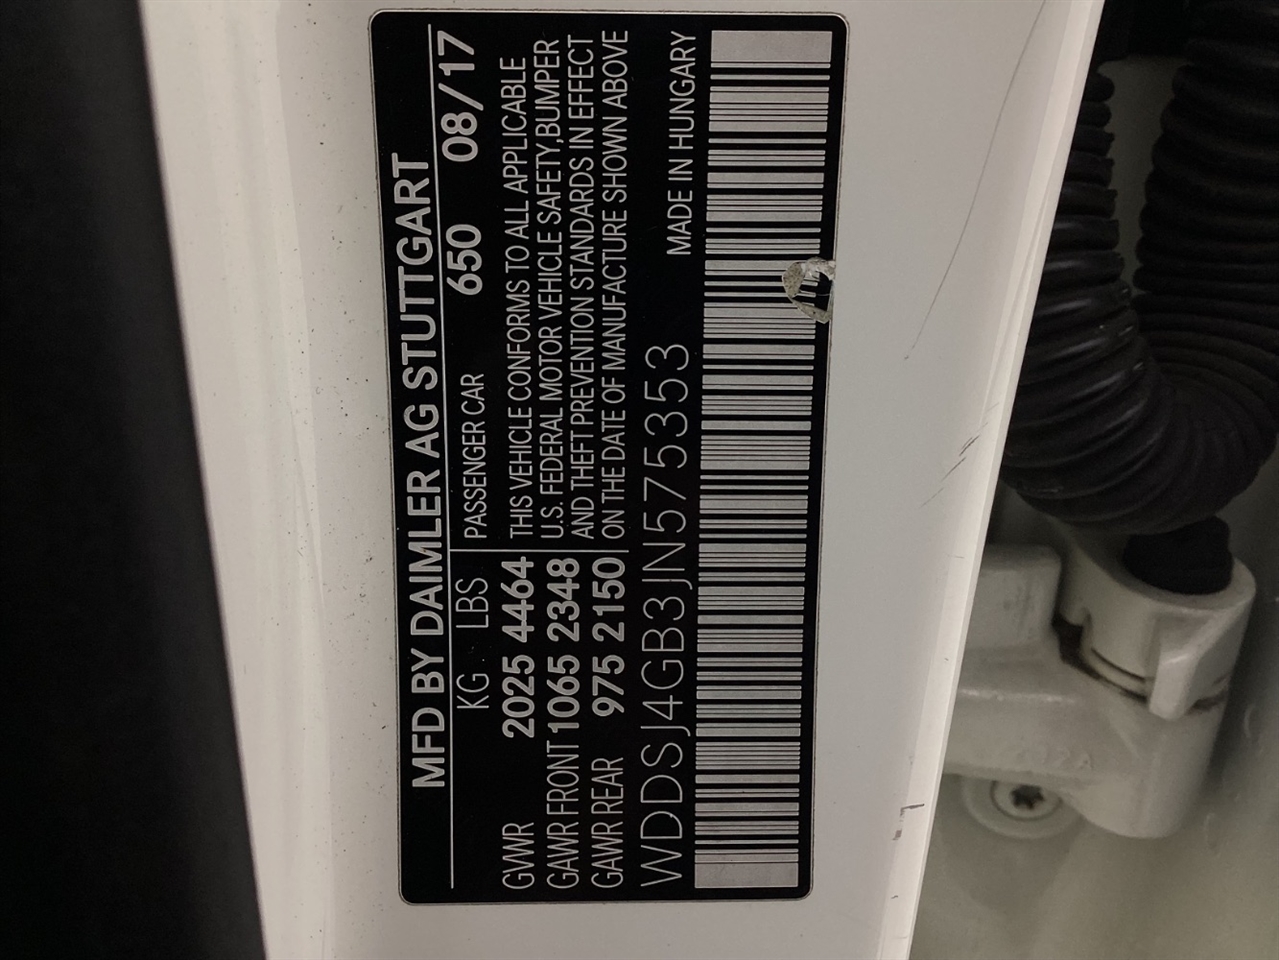 MFD BY DAIMLER AG STUTTGART
KG LBS PASSENGER CAR 650 08/17
GVWR 2025 4464 THIS VEHICLE CONFORMS TO ALL APPLICABLE
GAWR FRONT 1065 2348 U.S. FEDERAL MOTOR VEHICLE SAFETY,BUMPER
GAWR REAR 975 2150 AND THEFT PREVENTION STANDARDS IN EFFECT
ON THE DATE OF MANUFACTURE SHOWN ABOVE
WDDSJ4GB3JN575353 MADE IN HUNGARY